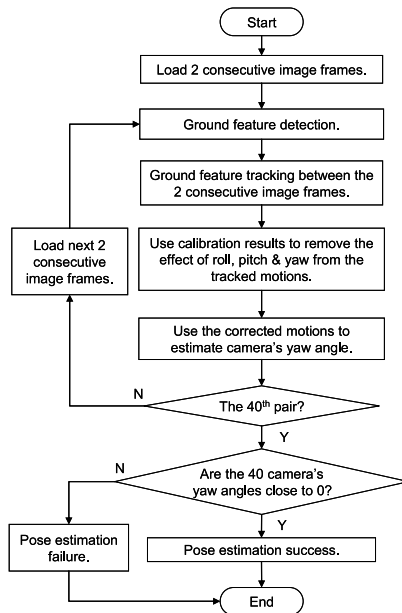 Start
Load 2 consecutive image frames.
Ground feature detection.
Ground feature tracking between the
2 consecutive image frames.
Load next 2
consecutive
image frames.
Use calibration results to remove the
effect of roll, pitch & yaw from the
tracked motions.
Use the corrected motions to
estimate camera's yaw angle.
N
The 40th pair?
Y
N
Are the 40 camera's
yaw angles close to 0?
Y
Pose estimation
failure.
Pose estimation success.
End